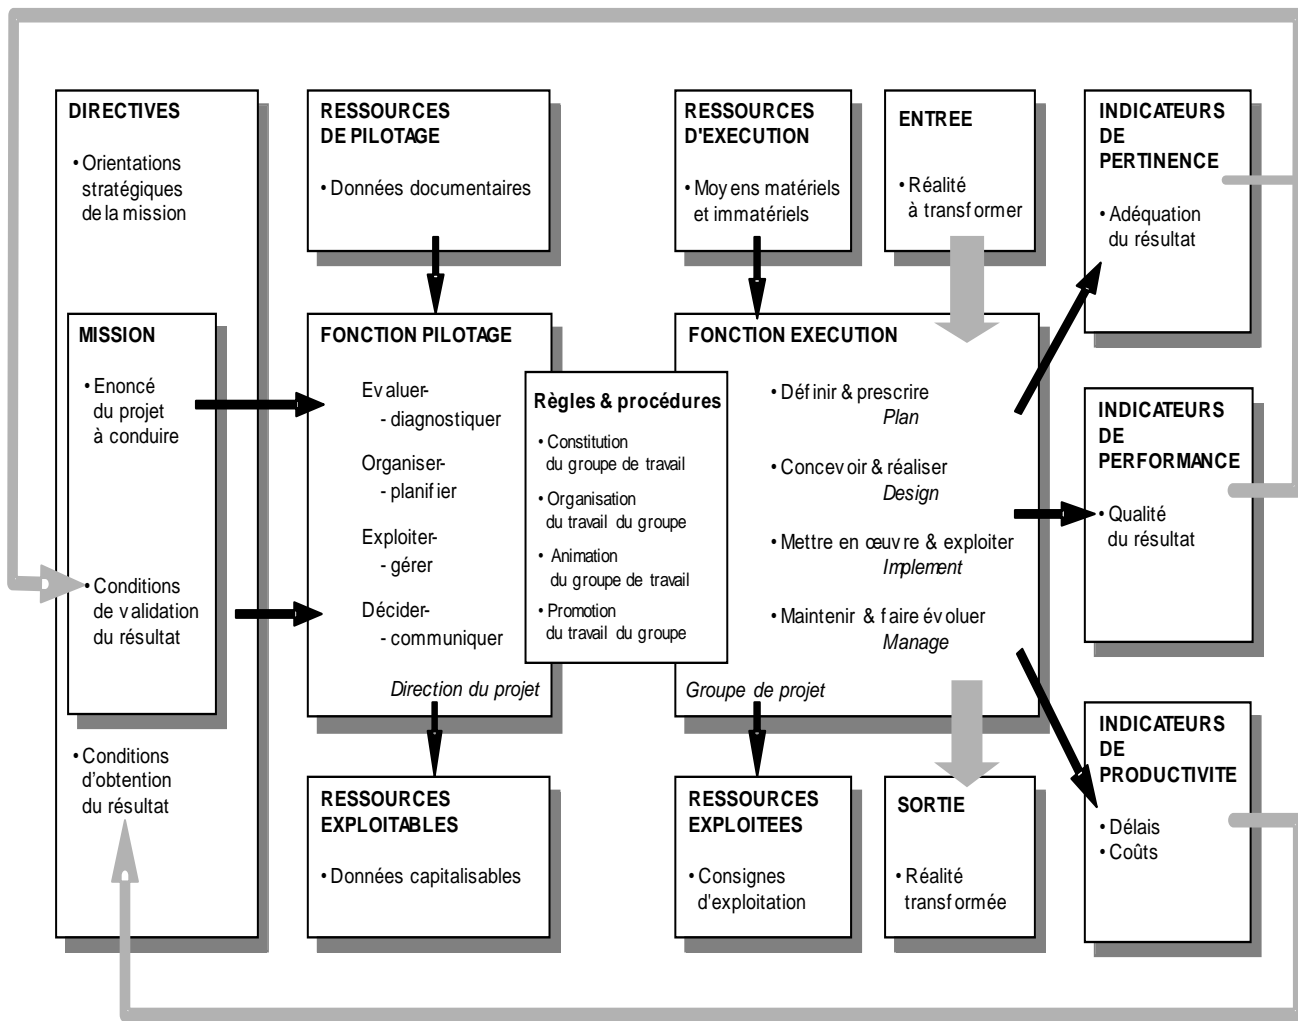 DIRECTIVES
• Orientations
stratégiques
de la mission
MISSION
• Enoncé
du projet
à conduire
• Conditions
de validation
du résultat
• Conditions
d'obtention
du résultat
RESSOURCES
DE PILOTAGE
• Données documentaires
FONCTION PILOTAGE
Evaluer-
- diagnostiquer
Organiser-
- planifier
Exploiter-
- gérer
Décider-
- communiquer
Direction du projet
RESSOURCES
EXPLOITABLES
• Données capitalisables
Règles & procédures
• Constitution
du groupe de travail
• Organisation
du travail du groupe
• Animation
du groupe de travail
• Promotion
du travail du groupe
RESSOURCES
D'EXECUTION
• Moyens matériels
et immatériels
ENTREE
• Réalité
à transformer
FONCTION EXECUTION
• Définir & prescrire
Plan
• Concevoir & réaliser
Design
• Mettre en œuvre & exploiter
Implement
• Maintenir & faire évoluer
Manage
Groupe de projet
RESSOURCES
EXPLOITEES
• Consignes
d'exploitation
SORTIE
• Réalité
transformée
INDICATEURS
DE
PERTINENCE
• Adéquation
du résultat
INDICATEURS
DE
PERFORMANCE
• Qualité
du résultat
INDICATEURS
DE
PRODUCTIVITE
• Délais
• Coûts